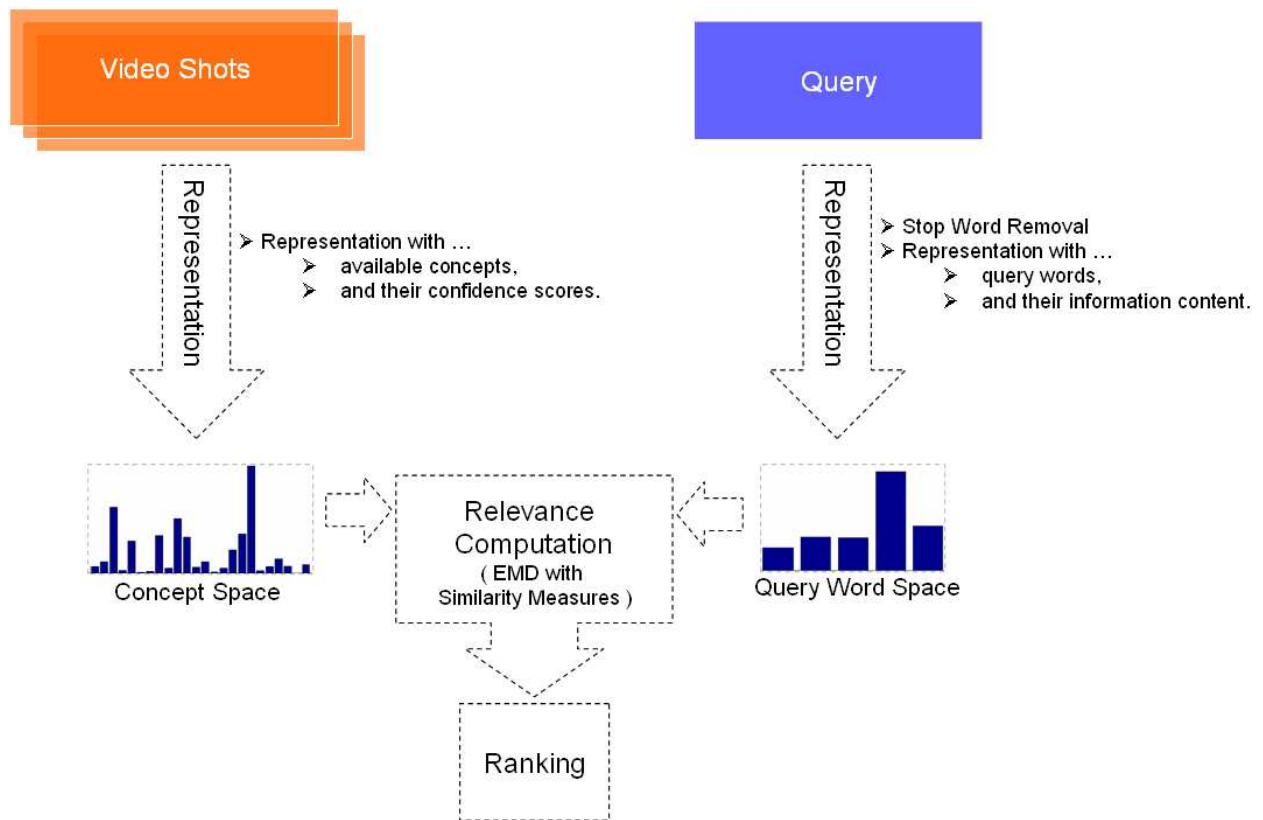 Video Shots
Query
Representation
➢ Representation with ...
➢ available concepts,
➢ and their confidence scores.
Representation
➢ Stop Word Removal
➢ Representation with ...
➢ query words,
➢ and their information content.
Concept Space
Relevance
Computation
( EMD with
Similarity Measures )
Query Word Space
Ranking